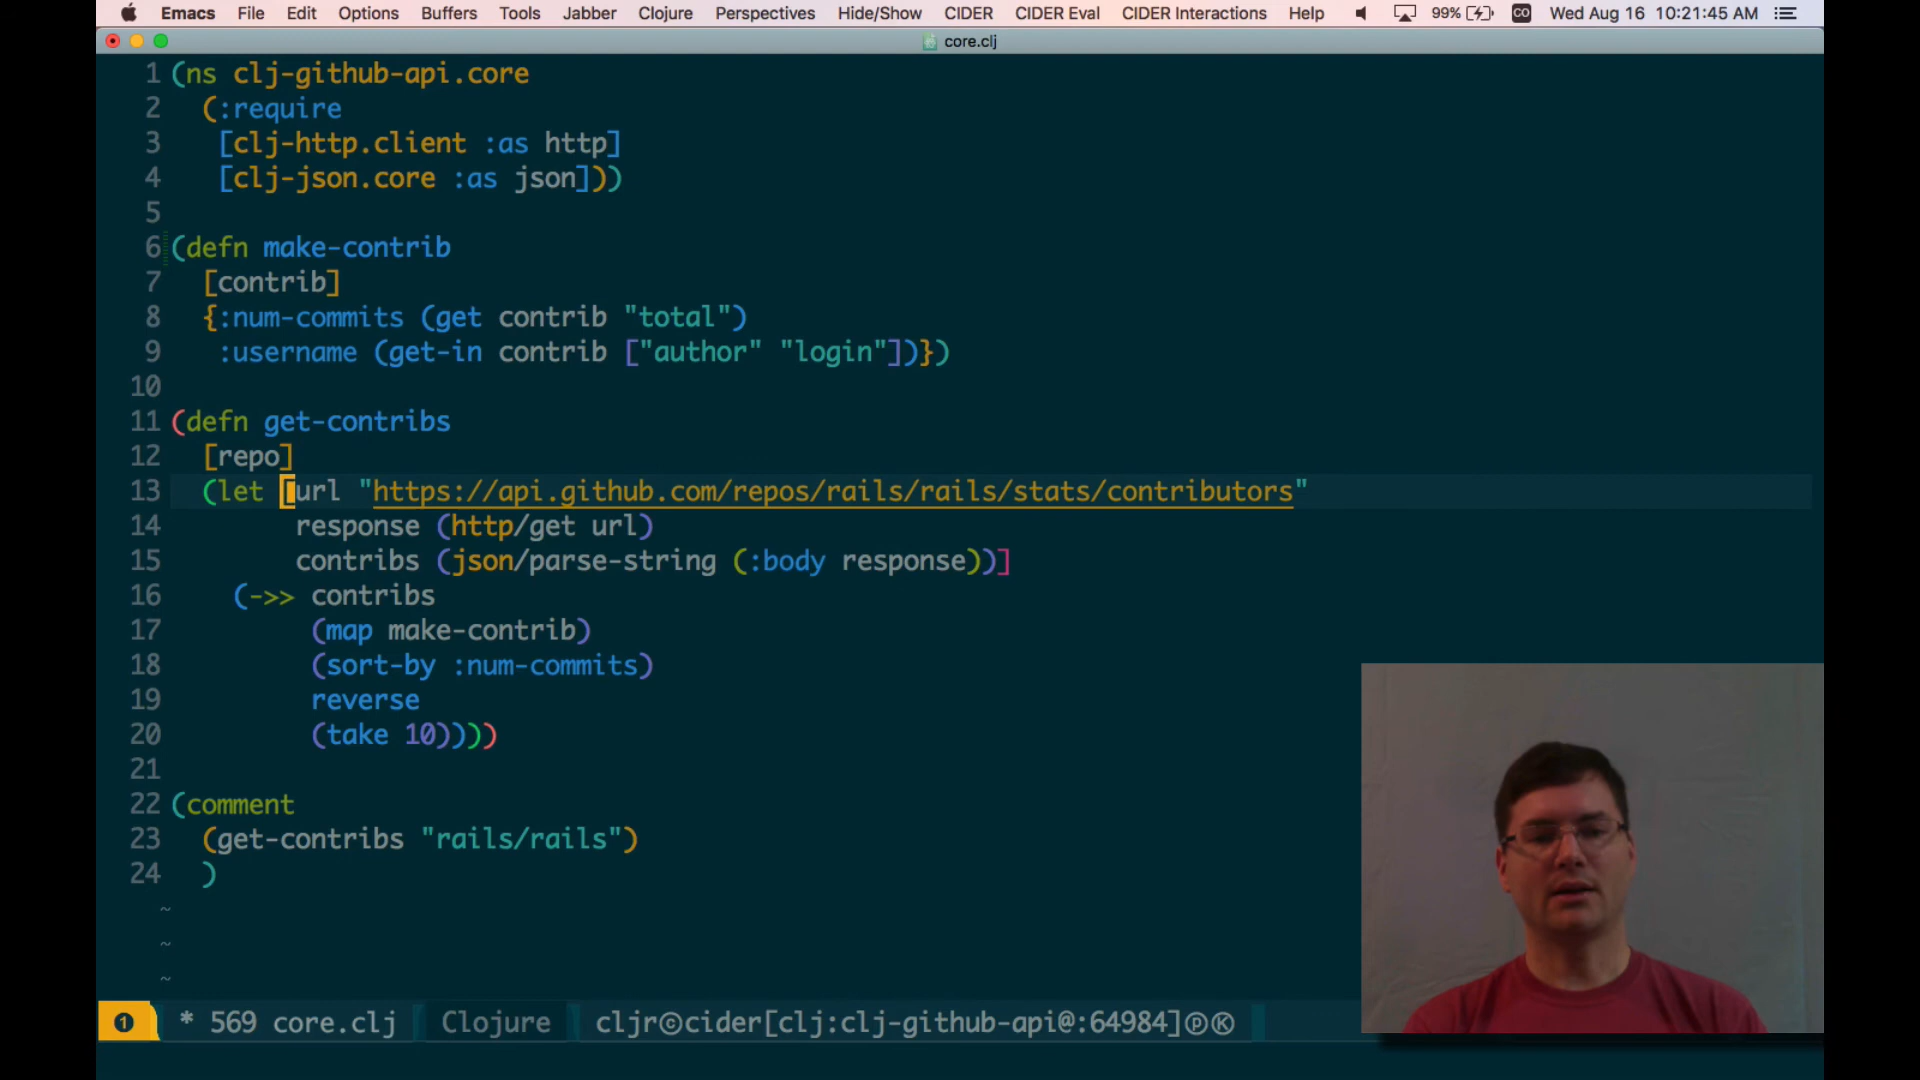 Emacs File Edit Options Buffers Tools Jabber Clojure Perspectives Hide/Show CIDER CIDER Eval CIDER Interactions Help 99% CO Wed Aug 16 10:21:45 AM
core.clj
1 (ns clj-github-api.core
2   (:require
3    [clj-http.client :as http]
4    [clj-json.core :as json]))
5
6 (defn make-contrib
7   [contrib]
8   {:num-commits (get contrib "total")
9    :username (get-in contrib ["author" "login"])})
10
11 (defn get-contribs
12   [repo]
13   (let [url "https://api.github.com/repos/rails/rails/stats/contributors"
14         response (http/get url)
15         contribs (json/parse-string (:body response))]
16     (->> contribs
17          (map make-contrib)
18          (sort-by :num-commits)
19          reverse
20          (take 10))))
21
22 (comment
23   (get-contribs "rails/rails")
24   )
~
~
~
❶ * 569 core.clj Clojure cljrⓒcider[clj:clj-github-api@:64984]ⓟⓀ